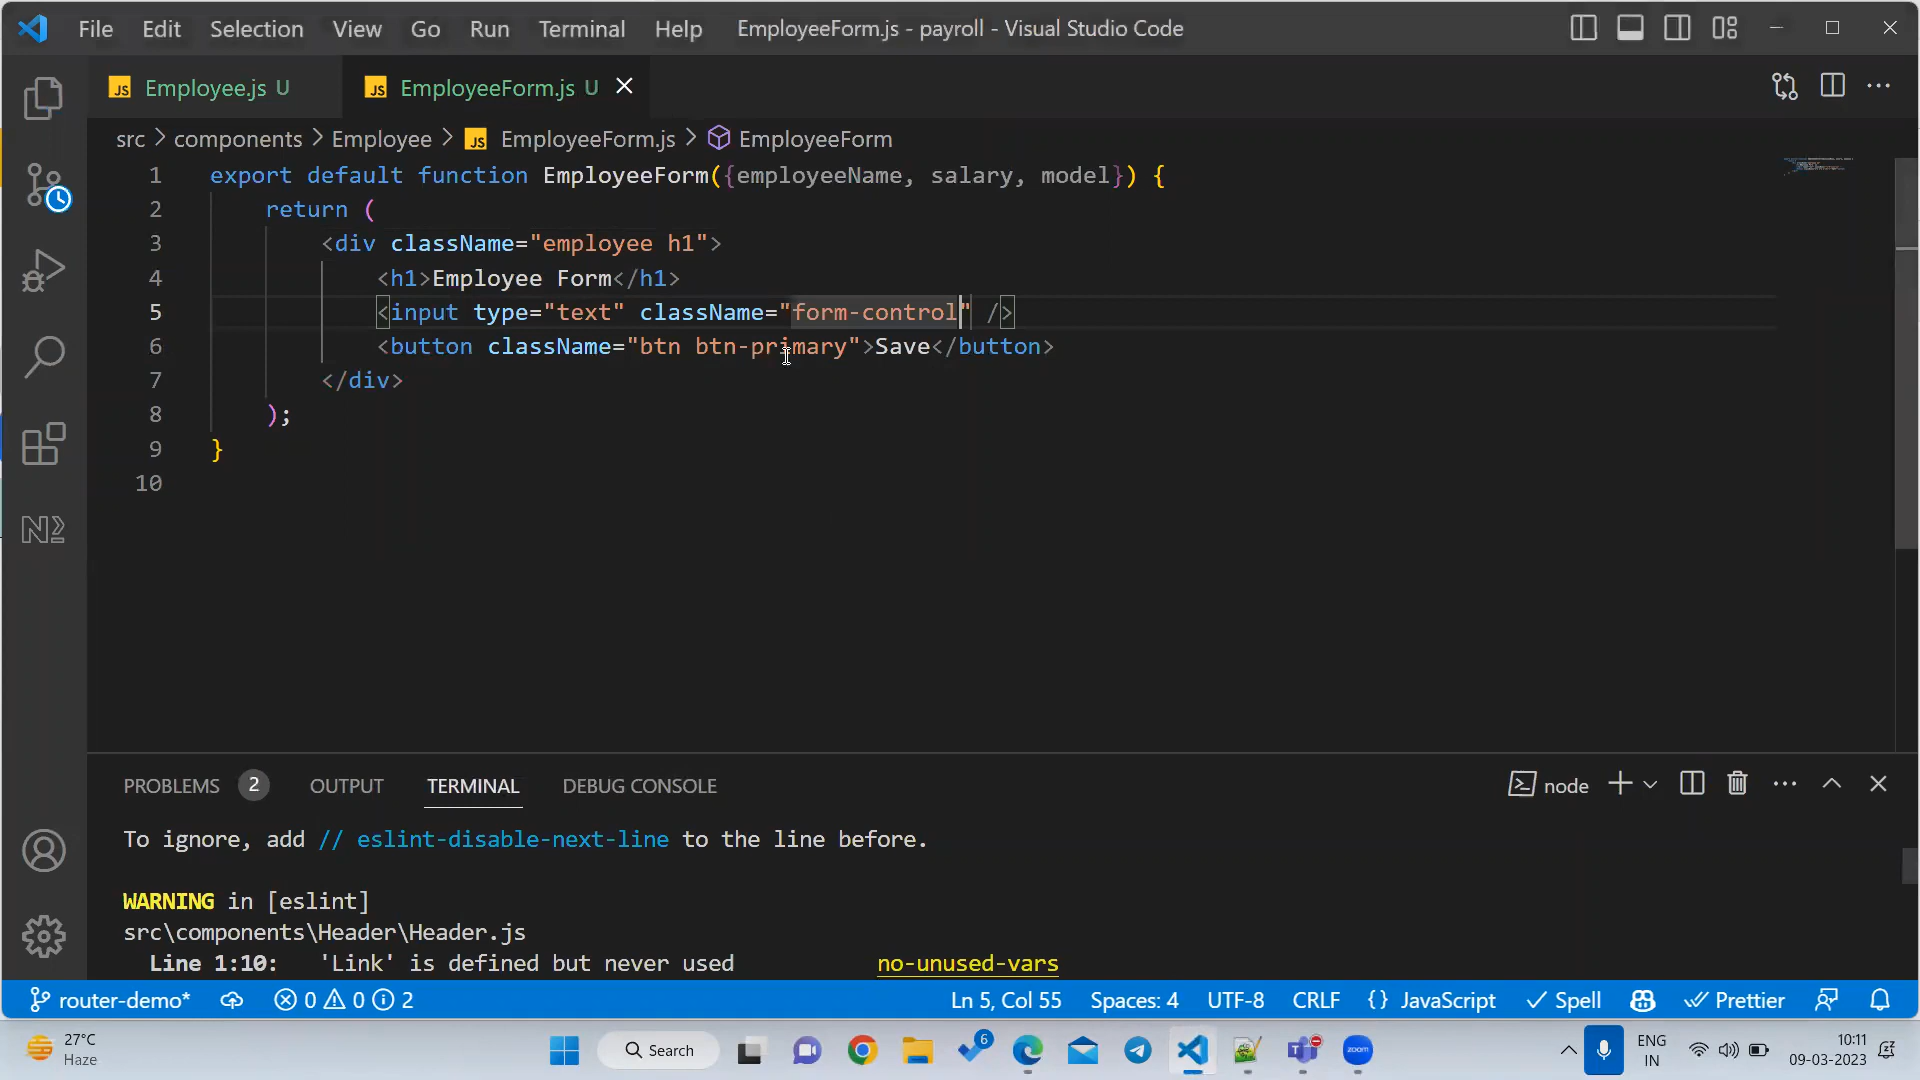 File Edit Selection View Go Run Terminal Help EmployeeForm.js - payroll - Visual Studio Code
JS Employee.js U JS EmployeeForm.js U
src > components > Employee > JS EmployeeForm.js > EmployeeForm
1 export default function EmployeeForm({employeeName, salary, model}) {
2 return (
3 <div className="employee h1">
4 <h1>Employee Form</h1>
5 <input type="text" className="form-control" />
6 <button className="btn btn-primary">Save</button>
7 </div>
8 );
9 }
10
PROBLEMS 2 OUTPUT TERMINAL DEBUG CONSOLE node
To ignore, add // eslint-disable-next-line to the line before.
WARNING in [eslint]
src\components\Header\Header.js
Line 1:10: 'Link' is defined but never used no-unused-vars
router-demo* 0 0 2 Ln 5, Col 55 Spaces: 4 UTF-8 CRLF {} JavaScript Spell Prettier
27°C
Haze
Search
6
zoom
ENG
IN
10:11
09-03-2023